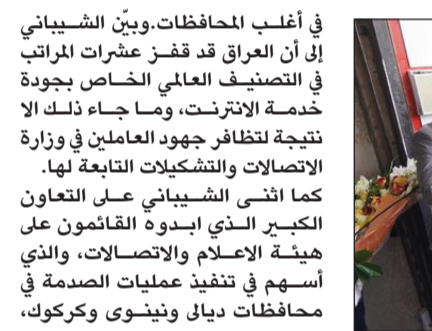 في أغلب المحافظات.وبيّن الشيباني
إلى أن العراق قد قفز عشرات المراتب
في التصنيف العالمي الخاص بجودة
خدمة الانترنت، وما جاء ذلك الا
نتيجة لتظافر جهود العاملين في وزارة
الاتصالات والتشكيلات التابعة لها.
كما اثنى الشيباني على التعاون
الكبير الذي ابدوه القائمون على
هيئة الاعلام والاتصالات، والذي
أسهم في تنفيذ عمليات الصدمة في
محافظات ديالى ونينوى وكركوك،